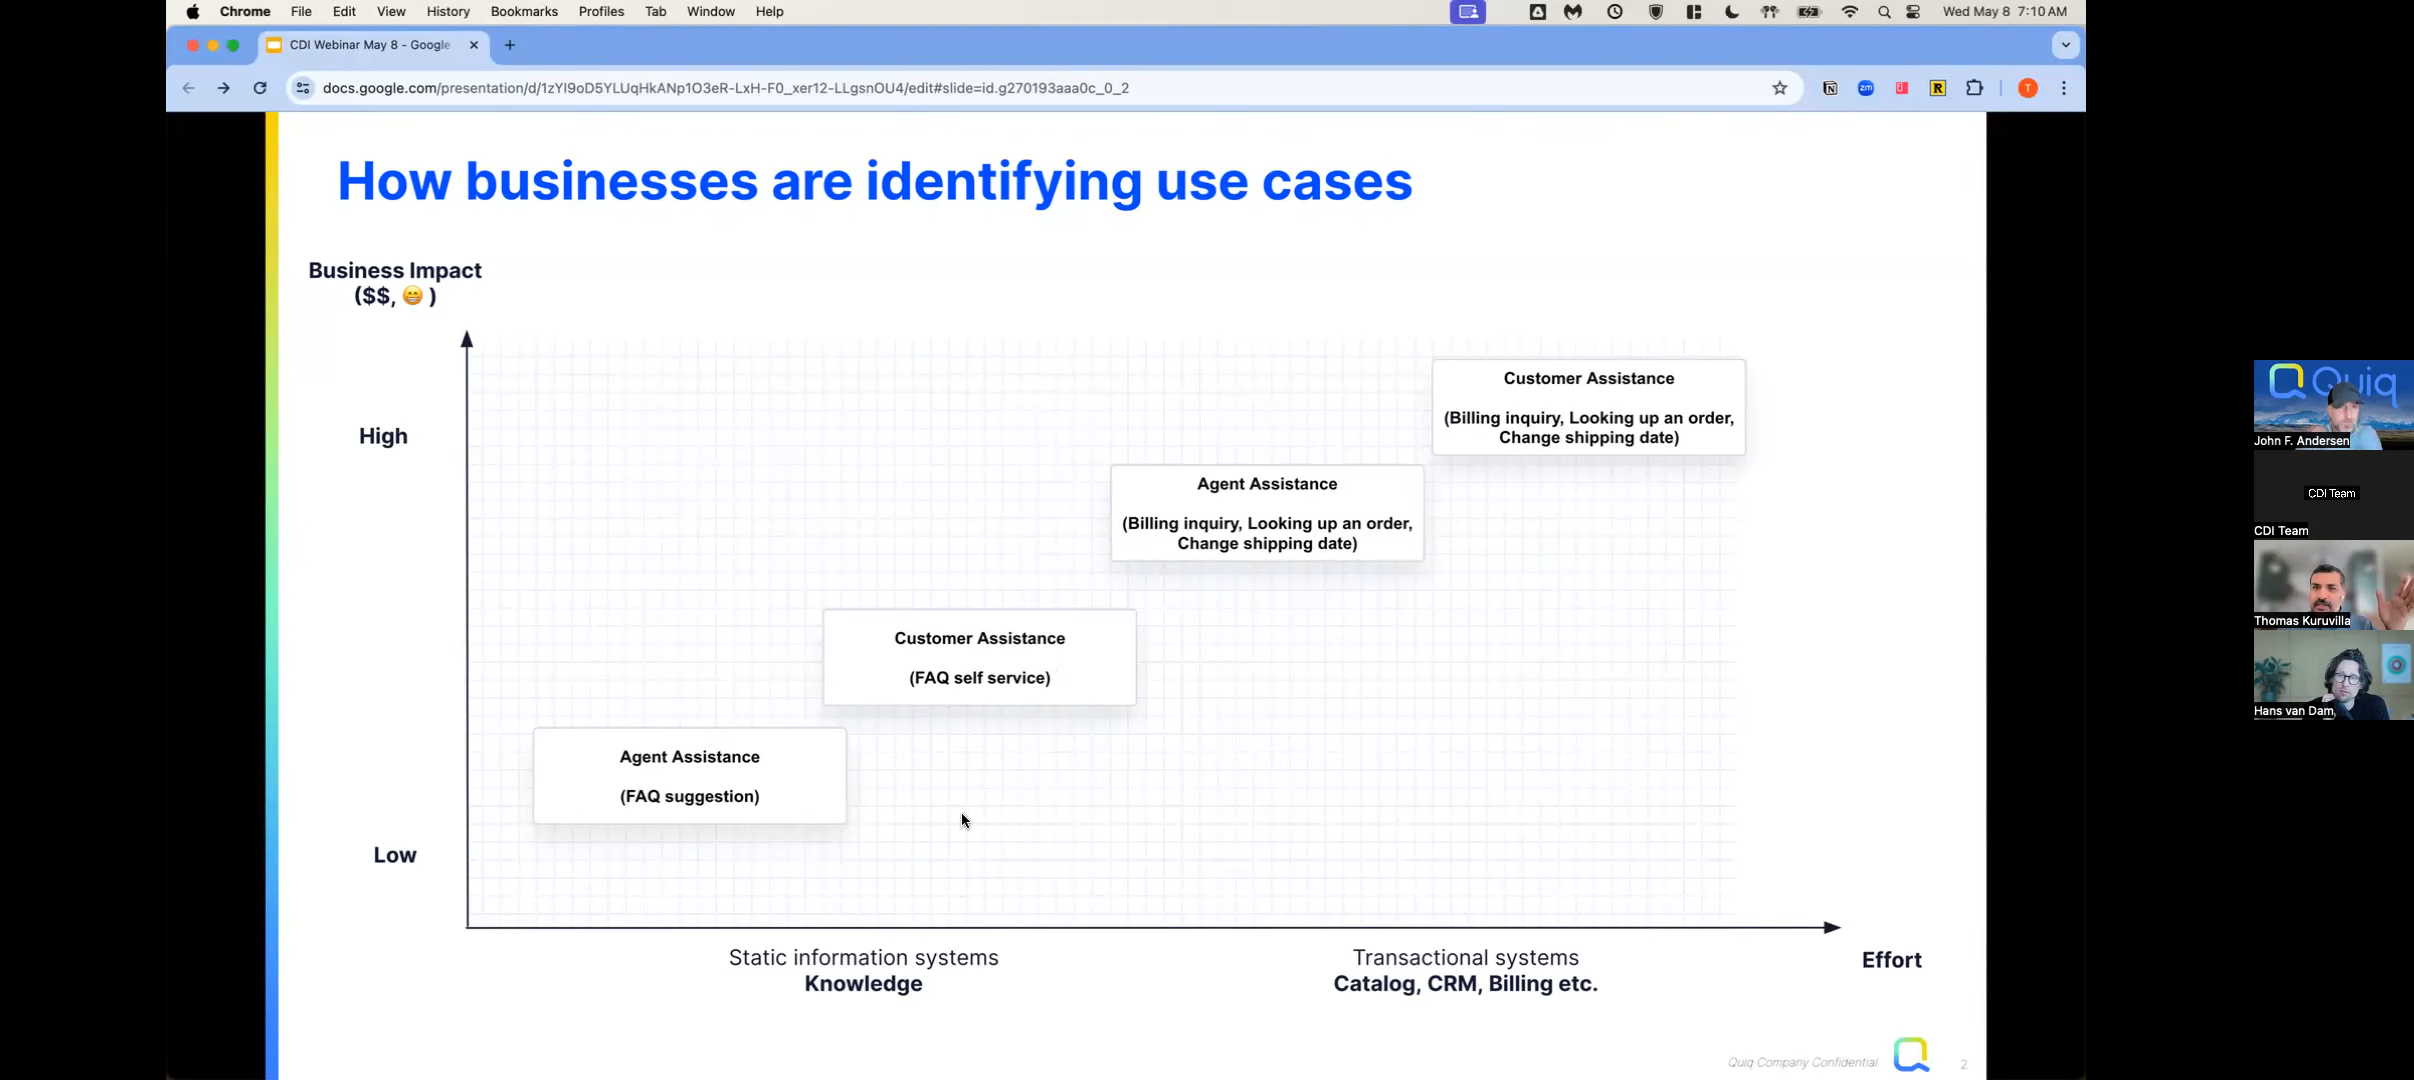 Chrome File Edit View History Bookmarks Profiles Tab Window Help
Wed May 8 7:10 AM
CDI Webinar May 8 - Google
docs.google.com/presentation/d/1zYI9oD5YLUqHkANp1O3eR-LxH-F0_xer12-LLgsnOU4/edit#slide=id.g270193aaa0c_0_2
zm
R
T
How businesses are identifying use cases
Business Impact
($$, 😁 )
High
Low
Customer Assistance
(Billing inquiry, Looking up an order,
Change shipping date)
Agent Assistance
(Billing inquiry, Looking up an order,
Change shipping date)
Customer Assistance
(FAQ self service)
Agent Assistance
(FAQ suggestion)
Static information systems
Knowledge
Transactional systems
Catalog, CRM, Billing etc.
Effort
Quiq Company Confidential
2
Quiq
John F. Andersen
CDI Team
CDI Team
Thomas Kuruvilla
Hans van Dam